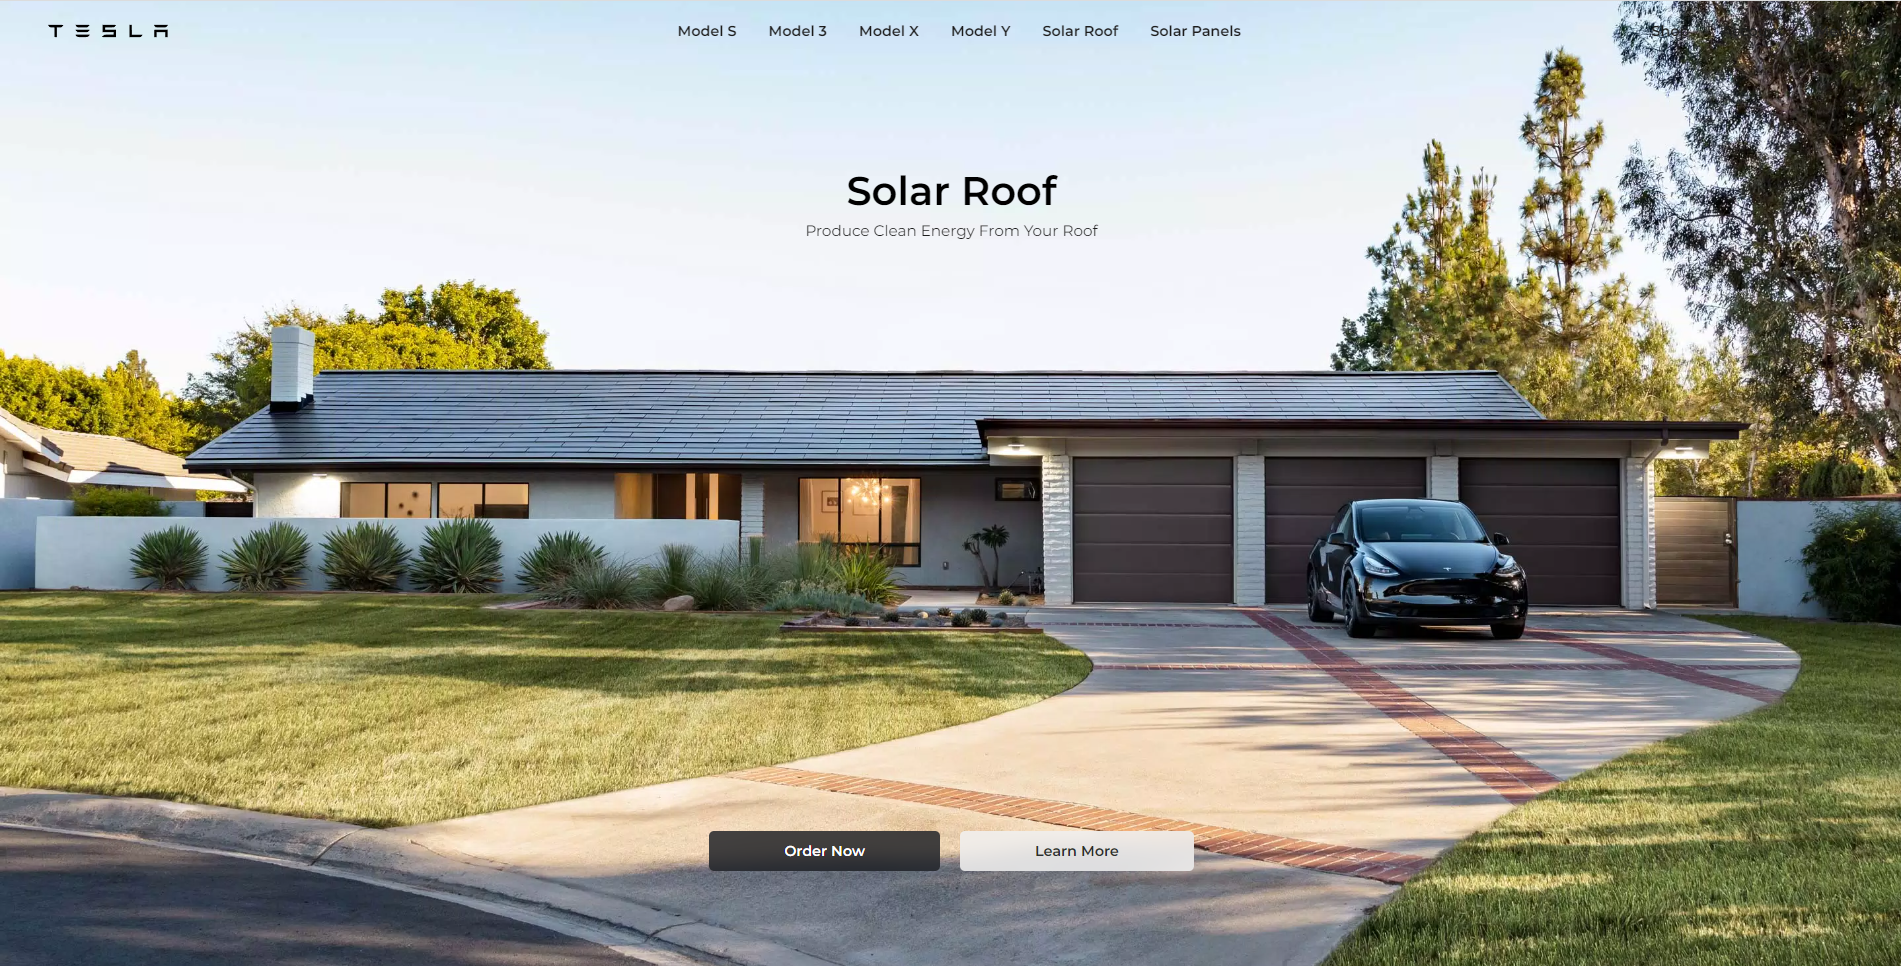 TESLA
Model S Model 3 Model X Model Y Solar Roof Solar Panels
Shop
Solar Roof
Produce Clean Energy From Your Roof
Order Now Learn More